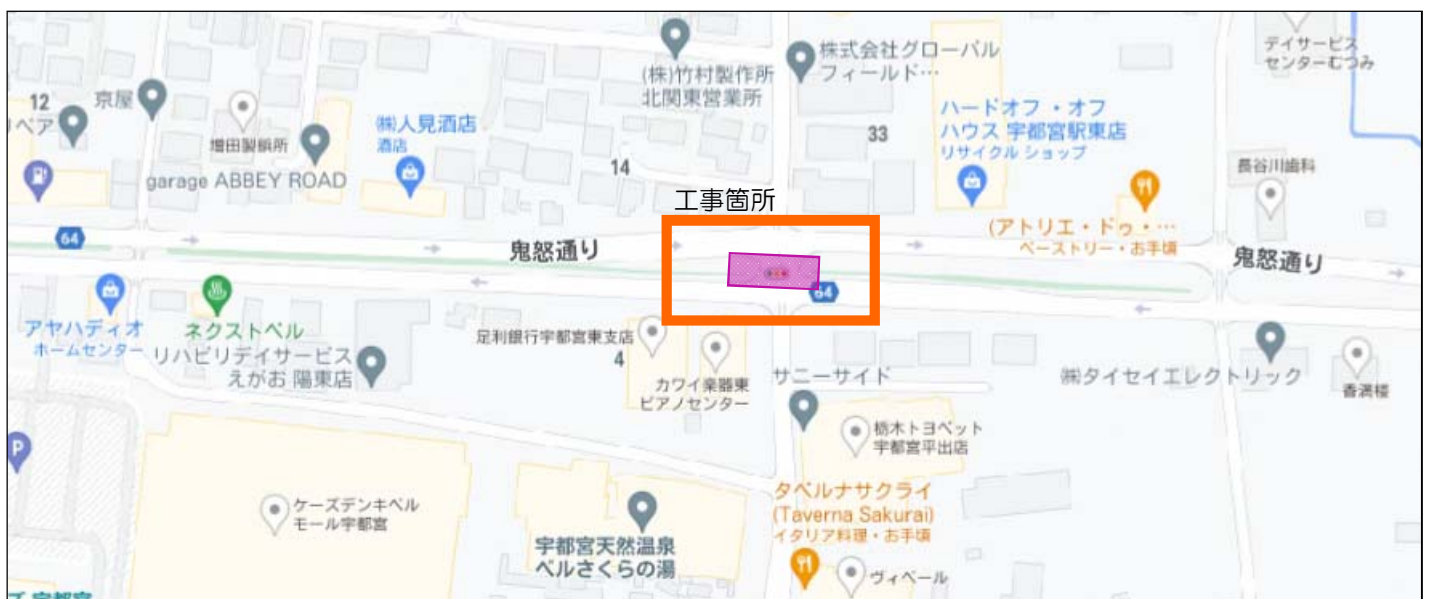 株式会社グローバル
フィールド…
(株)竹村製作所
北関東営業所
デイサービス
センターむつみ
12
京屋
リペア
増田製餡所
㈱人見酒店
酒店
garage ABBEY ROAD
14
33
ハードオフ・オフ
ハウス 宇都宮駅東店
リサイクル ショップ
長谷川歯科
工事箇所
(アトリエ・ドゥ・…
ペーストリー・お手頃
64
鬼怒通り
鬼怒通り
64
アヤハディオ
ホームセンター
ネクストベル
リハビリデイサービス
えがお 陽東店
足利銀行宇都宮東支店
4
カワイ楽器東
ピアノセンター
サニーサイド
㈱タイセイエレクトリック
香満楼
栃木トヨペット
宇都宮平出店
P
ケーズデンキベル
モール宇都宮
宇都宮天然温泉
ベルさくらの湯
タベルナサクライ
(Taverna Sakurai)
イタリア料理・お手頃
ヴィベール